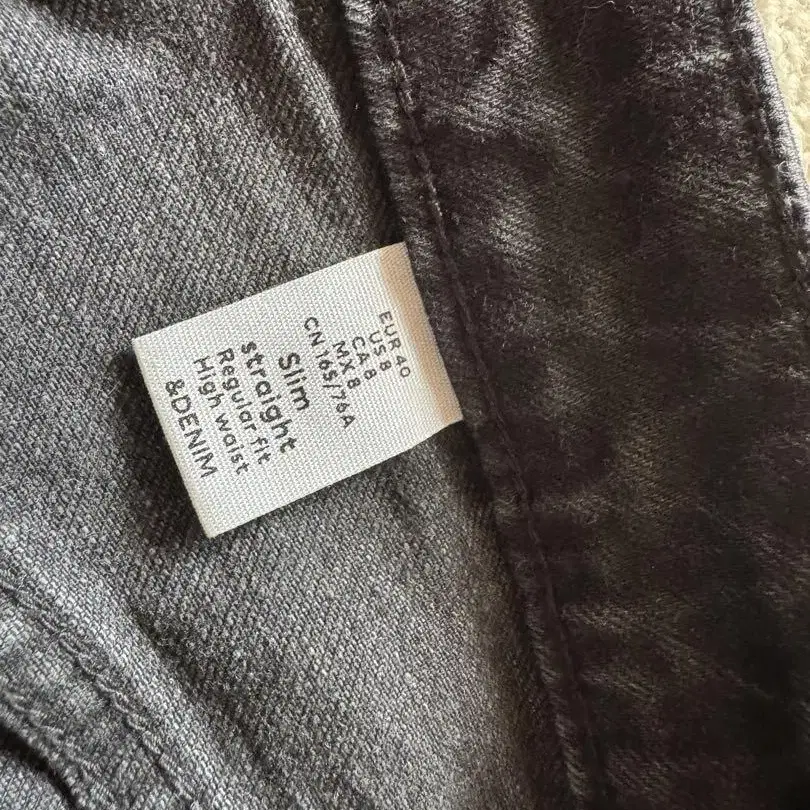 EUR 40
US 8
CA 8
MX 8
CN 165/76A
Slim
straight
Regular fit
High waist
&DENIM